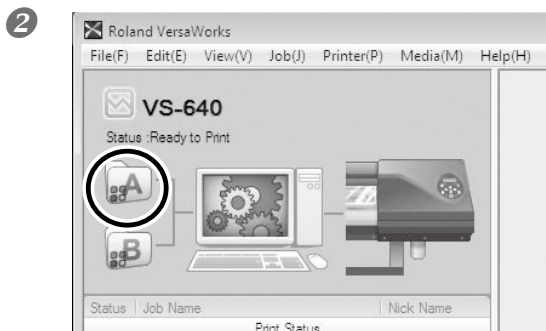 2
Roland VersaWorks
File(F) Edit(E) View(V) Job(J) Printer(P) Media(M) Help(H)
VS-640
Status :Ready to Print
A
B
Status Job Name Nick Name
Print Status